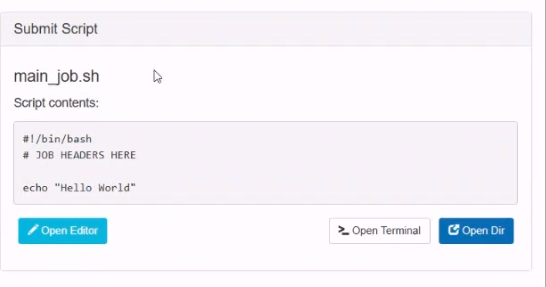 Submit Script
main_job.sh
Script contents:
#!/bin/bash
# JOB HEADERS HERE
echo "Hello World"
Open Editor
Open Terminal
Open Dir